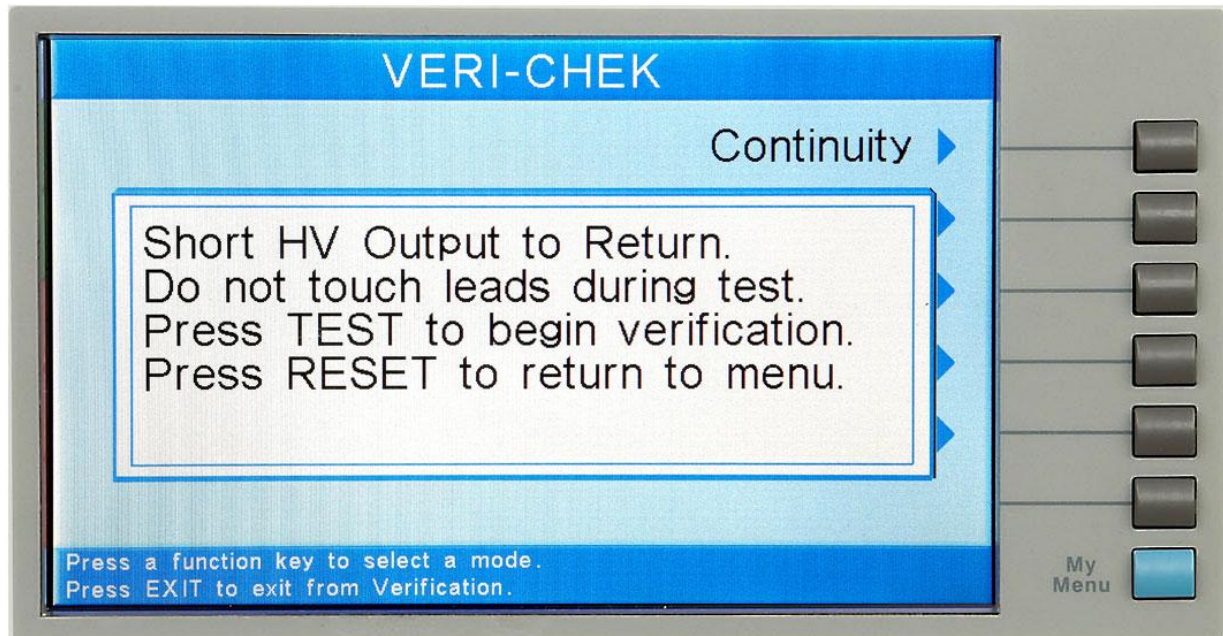 VERI-CHEK
Continuity
Short HV Output to Return.
Do not touch leads during test.
Press TEST to begin verification.
Press RESET to return to menu.
Press a function key to select a mode.
Press EXIT to exit from Verification.
My
Menu